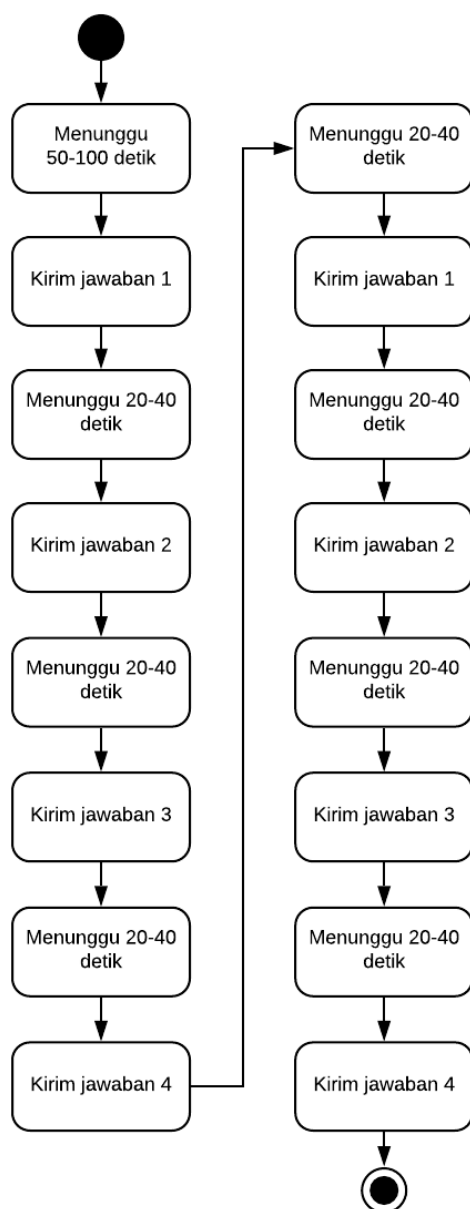 Menunggu
50-100 detik
Kirim jawaban 1
Menunggu 20-40
detik
Kirim jawaban 2
Menunggu 20-40
detik
Kirim jawaban 3
Menunggu 20-40
detik
Kirim jawaban 4
Menunggu 20-40
detik
Kirim jawaban 1
Menunggu 20-40
detik
Kirim jawaban 2
Menunggu 20-40
detik
Kirim jawaban 3
Menunggu 20-40
detik
Kirim jawaban 4